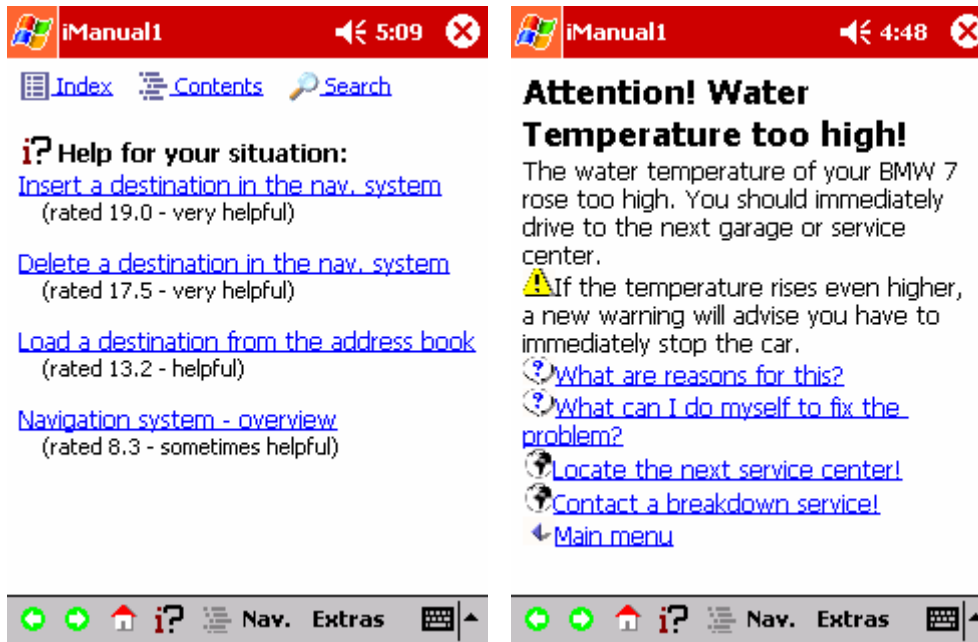 iManual1 5:09
Index Contents Search
i? Help for your situation:
Insert a destination in the nav. system
(rated 19.0 - very helpful)
Delete a destination in the nav. system
(rated 17.5 - very helpful)
Load a destination from the address book
(rated 13.2 - helpful)
Navigation system - overview
(rated 8.3 - sometimes helpful)
i? Nav. Extras
iManual1 4:48
Attention! Water
Temperature too high!
The water temperature of your BMW 7
rose too high. You should immediately
drive to the next garage or service
center.
If the temperature rises even higher,
a new warning will advise you have to
immediately stop the car.
What are reasons for this?
What can I do myself to fix the
problem?
Locate the next service center!
Contact a breakdown service!
Main menu
i? Nav. Extras